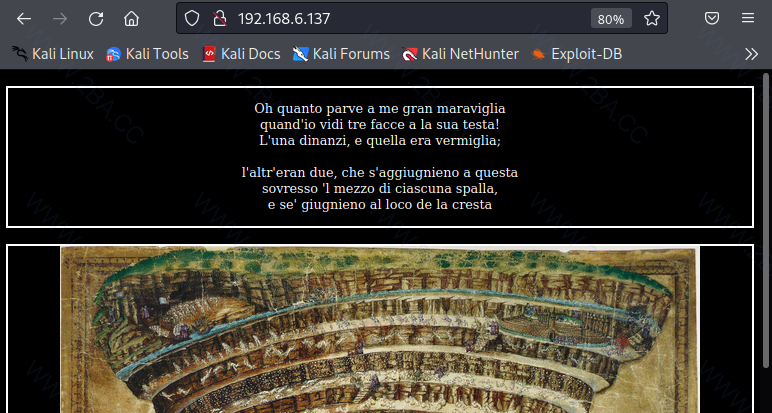 192.168.6.137
80%
Kali Linux Kali Tools Kali Docs Kali Forums Kali NetHunter Exploit-DB
Oh quanto parve a me gran maraviglia
quand'io vidi tre facce a la sua testa!
L'una dinanzi, e quella era vermiglia;
l'altr'eran due, che s'aggiugnieno a questa
sovresso 'l mezzo di ciascuna spalla,
e se' giugnieno al loco de la cresta